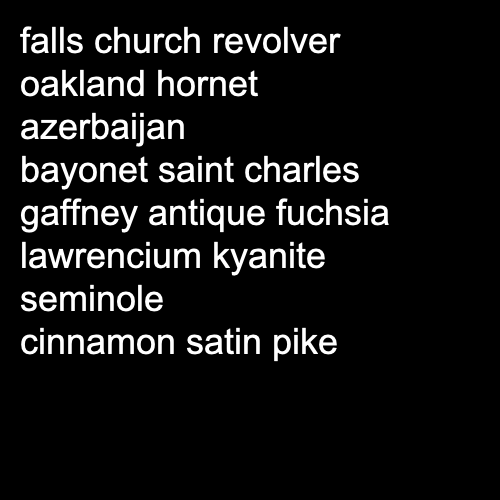 falls church revolver
oakland hornet
azerbaijan
bayonet saint charles
gaffney antique fuchsia
lawrencium kyanite
seminole
cinnamon satin pike